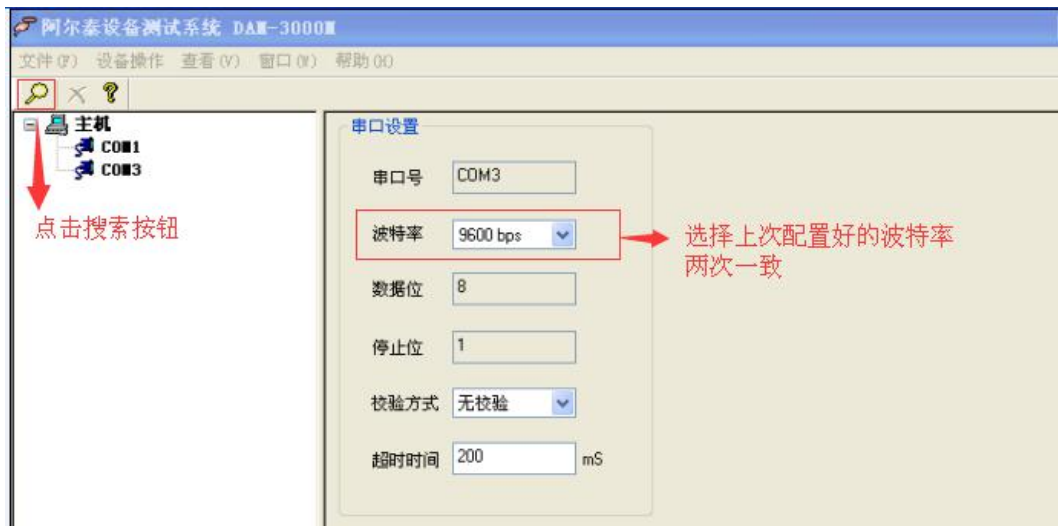 阿尔泰设备测试系统 DAM-3000M
文件(F) 设备操作 查看(V) 窗口(W) 帮助(H)
主机
COM1
COM3
点击搜索按钮
串口设置
串口号 COM3
波特率 9600 bps
选择上次配置好的波特率
两次一致
数据位 8
停止位 1
校验方式 无校验
超时时间 200 mS